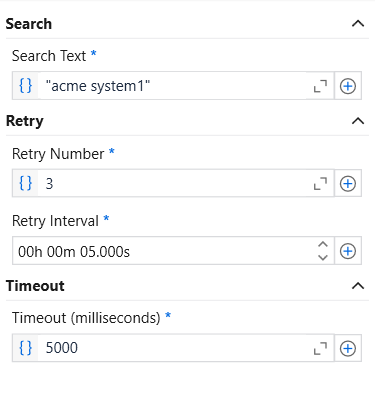 Search
Search Text *
{} "acme system1"
Retry
Retry Number *
{} 3
Retry Interval *
00h 00m 05.000s
Timeout
Timeout (milliseconds) *
{} 5000